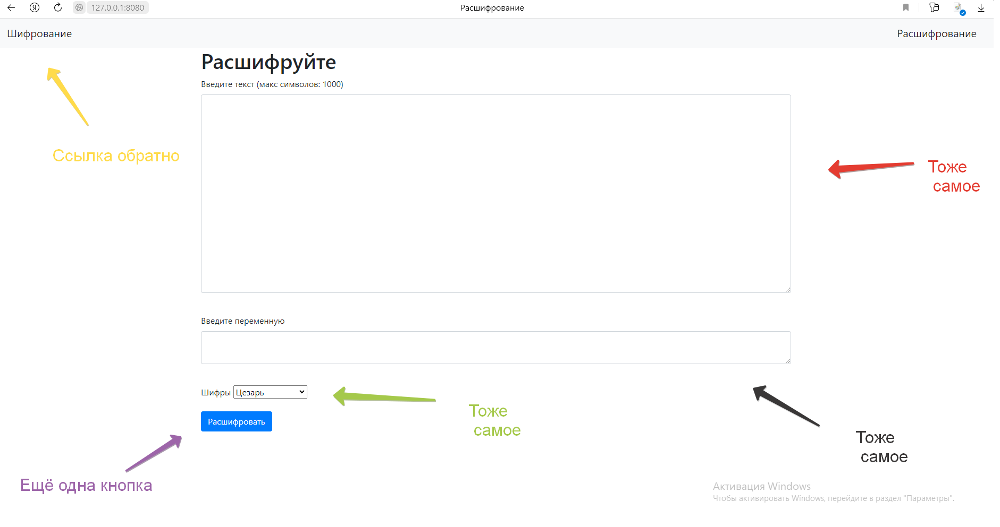 127.0.0.1:8080
Расшифрование
Шифрование
Расшифрование
Расшифруйте
Введите текст (макс символов: 1000)
Ссылка обратно
Тоже
самое
Введите переменную
Шифры Цезарь
Тоже
самое
Расшифровать
Тоже
самое
Ещё одна кнопка
Активация Windows
Чтобы активировать Windows, перейдите в раздел "Параметры".